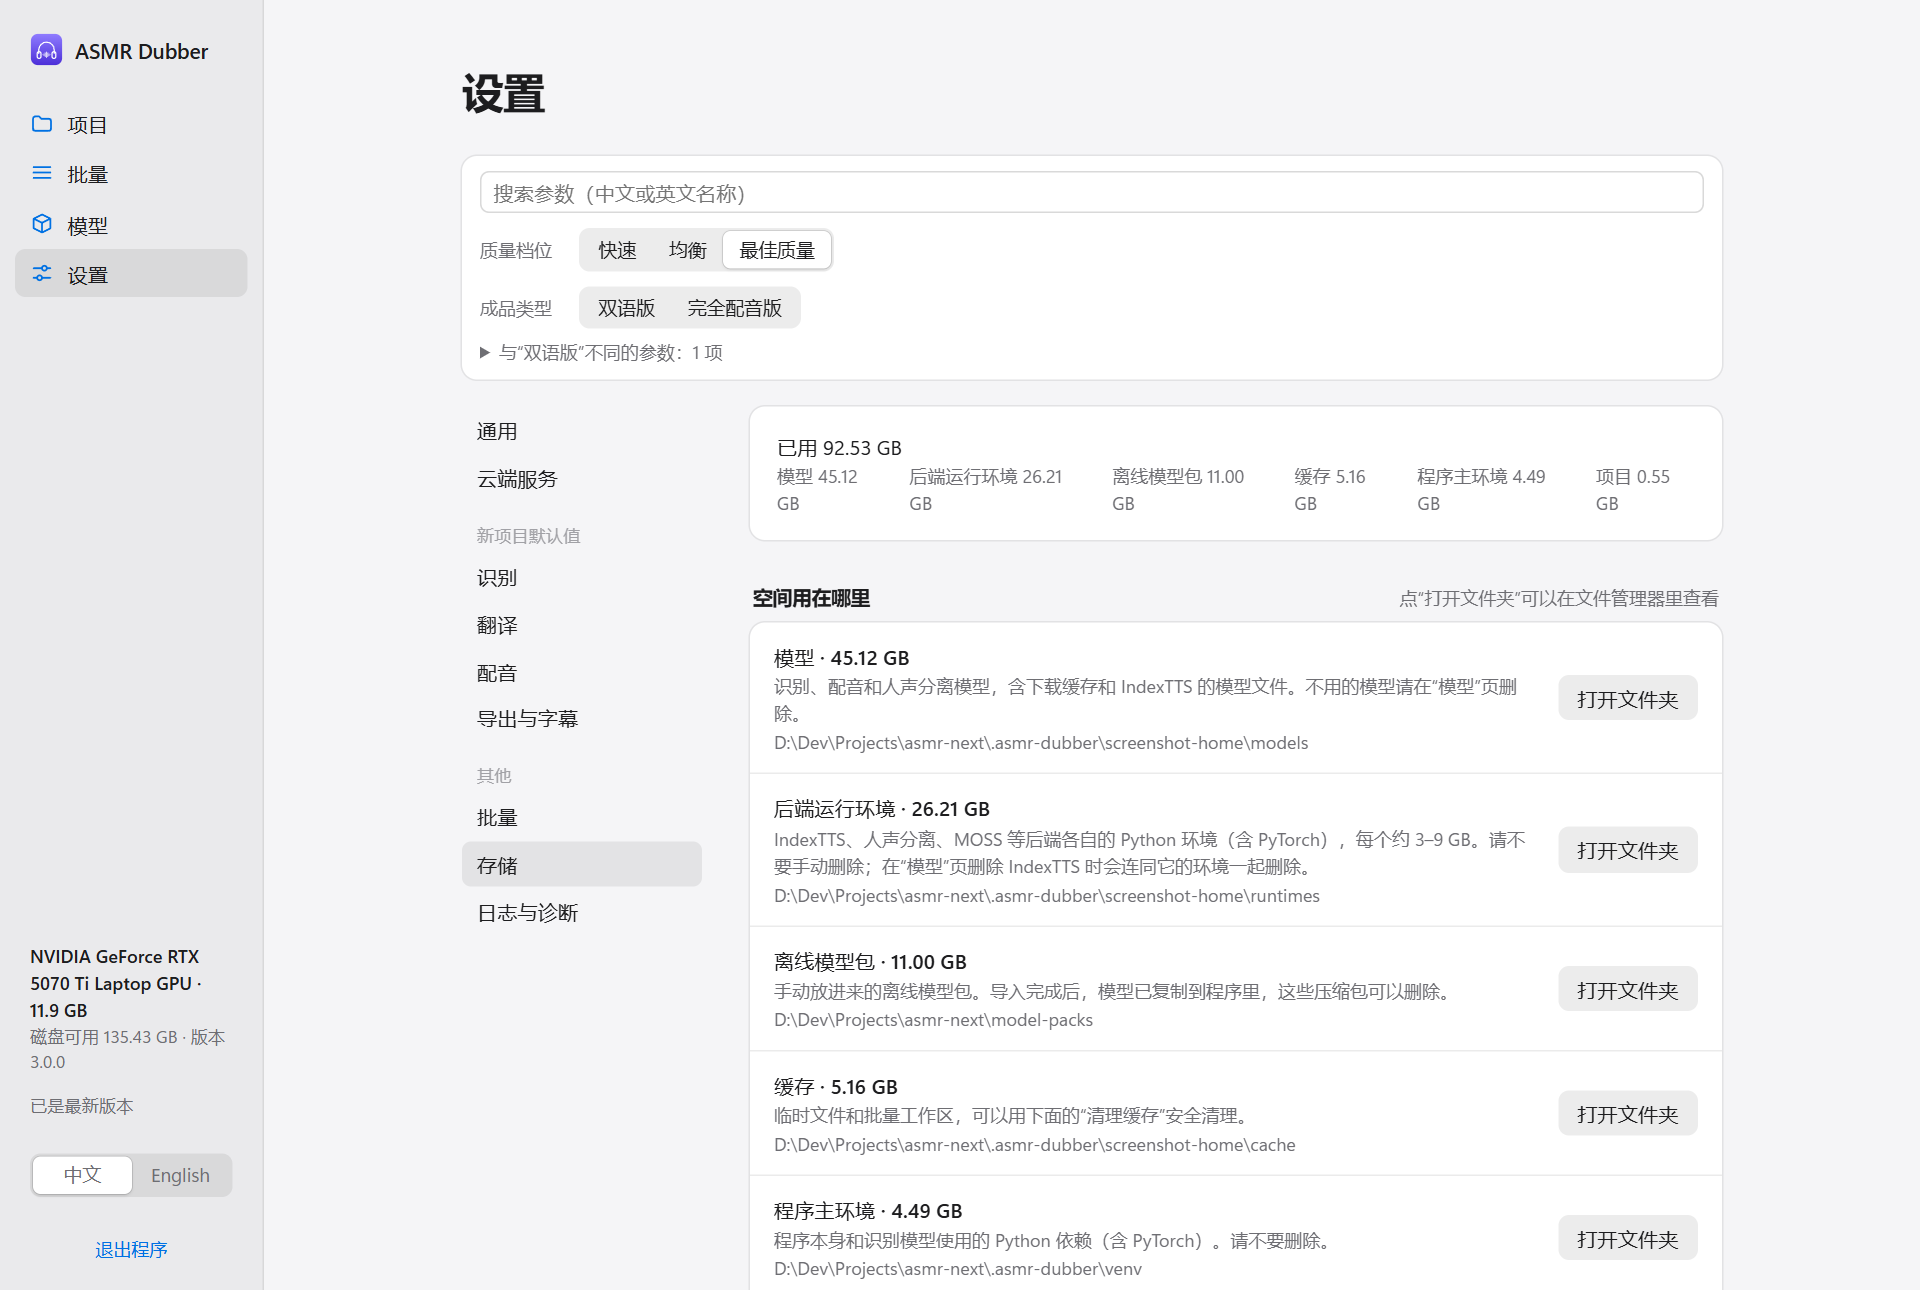 ASMR Dubber
项目
批量
模型
设置
NVIDIA GeForce RTX
5070 Ti Laptop GPU ·
11.9 GB
磁盘可用 135.43 GB · 版本
3.0.0
已是最新版本
中文 English
退出程序
设置
搜索参数（中文或英文名称）
质量档位 快速 均衡 最佳质量
成品类型 双语版 完全配音版
▶ 与“双语版”不同的参数：1 项
通用
云端服务
新项目默认值
识别
翻译
配音
导出与字幕
其他
批量
存储
日志与诊断
已用 92.53 GB
模型 45.12 GB
后端运行环境 26.21 GB
离线模型包 11.00 GB
缓存 5.16 GB
程序主环境 4.49 GB
项目 0.55 GB
空间用在哪里
点“打开文件夹”可以在文件管理器里查看
模型 · 45.12 GB
识别、配音和人声分离模型，含下载缓存和 IndexTTS 的模型文件。不用的模型请在“模型”页删
除。
D:\Dev\Projects\asmr-next\.asmr-dubber\screenshot-home\models
打开文件夹
后端运行环境 · 26.21 GB
IndexTTS、人声分离、MOSS 等后端各自的 Python 环境（含 PyTorch），每个约 3–9 GB。请不
要手动删除；在“模型”页删除 IndexTTS 时会连同它的环境一起删除。
D:\Dev\Projects\asmr-next\.asmr-dubber\screenshot-home\runtimes
打开文件夹
离线模型包 · 11.00 GB
手动放进来的离线模型包。导入完成后，模型已复制到程序里，这些压缩包可以删除。
D:\Dev\Projects\asmr-next\model-packs
打开文件夹
缓存 · 5.16 GB
临时文件和批量工作区，可以用下面的“清理缓存”安全清理。
D:\Dev\Projects\asmr-next\.asmr-dubber\screenshot-home\cache
打开文件夹
程序主环境 · 4.49 GB
程序本身和识别模型使用的 Python 依赖（含 PyTorch）。请不要删除。
D:\Dev\Projects\asmr-next\.asmr-dubber\venv
打开文件夹